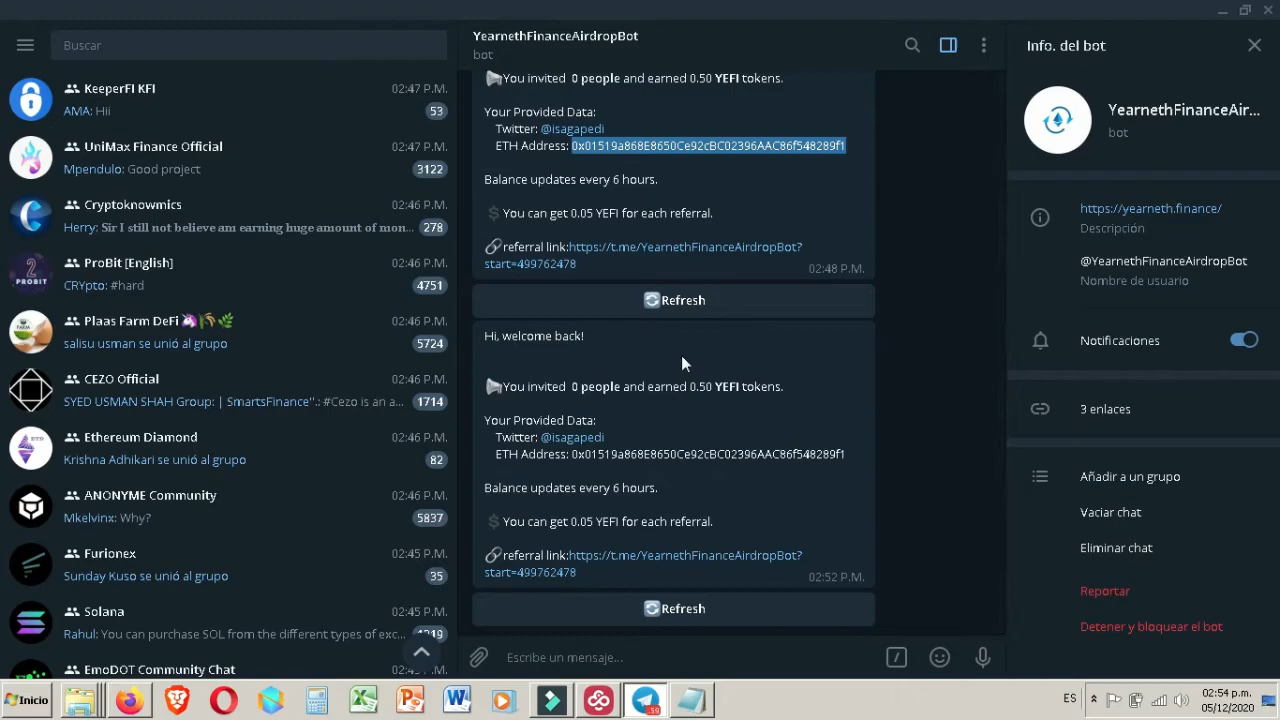 Buscar
KeeperFI KFI 02:47 P.M.
AMA: Hii 53
UniMax Finance Official 02:47 P.M.
Mpendulo: Good project 3122
Cryptoknowmics 02:46 P.M.
Herry: Sir I still not believe am earning huge amount of mon... 278
ProBit [English] 02:46 P.M.
CRYpto: #hard 4751
Plaas Farm DeFi 02:46 P.M.
salisu usman se unió al grupo 5724
CEZO Official 02:46 P.M.
SYED USMAN SHAH Group: | SmartsFinance™.: #Cezo is an a... 1714
Ethereum Diamond 02:46 P.M.
Krishna Adhikari se unió al grupo 82
ANONYME Community 02:46 P.M.
Mkelvinx: Why? 5837
Furionex 02:45 P.M.
Sunday Kuso se unió al grupo 35
Solana 02:45 P.M.
Rahul: You can purchase SOL from the different types of exc...
EmoDOT Community Chat
YearnethFinanceAirdropBot
bot
You invited 0 people and earned 0.50 YEFI tokens.
Your Provided Data:
Twitter: @isagapedi
ETH Address: 0x01519a868E8650Ce92cBC02396AAC86f548289f1
Balance updates every 6 hours.
You can get 0.05 YEFI for each referral.
referral link:https://t.me/YearnethFinanceAirdropBot?
start=499762478 02:48 P.M.
Refresh
Hi, welcome back!
You invited 0 people and earned 0.50 YEFI tokens.
Your Provided Data:
Twitter: @isagapedi
ETH Address: 0x01519a868E8650Ce92cBC02396AAC86f548289f1
Balance updates every 6 hours.
You can get 0.05 YEFI for each referral.
referral link:https://t.me/YearnethFinanceAirdropBot?
start=499762478 02:52 P.M.
Refresh
Escribe un mensaje...
Info. del bot
YearnethFinanceAir...
bot
https://yearneth.finance/
Descripción
@YearnethFinanceAirdropBot
Nombre de usuario
Notificaciones
3 enlaces
Añadir a un grupo
Vaciar chat
Eliminar chat
Reportar
Detener y bloquear el bot
Inicio
ES
02:54 p.m.
05/12/2020